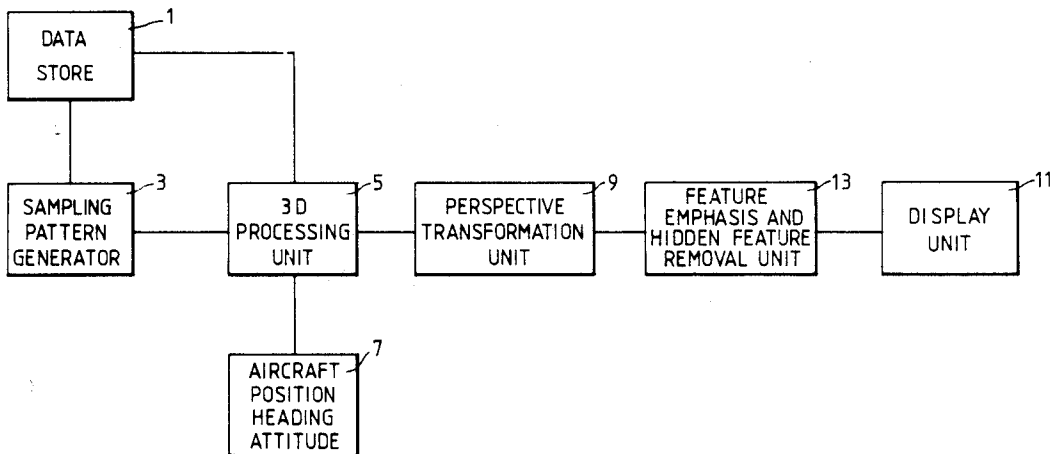 1
DATA
STORE
3
SAMPLING
PATTERN
GENERATOR
5
3D
PROCESSING
UNIT
9
PERSPECTIVE
TRANSFORMATION
UNIT
13
FEATURE
EMPHASIS AND
HIDDEN FEATURE
REMOVAL UNIT
11
DISPLAY
UNIT
7
AIRCRAFT
POSITION
HEADING
ATTITUDE